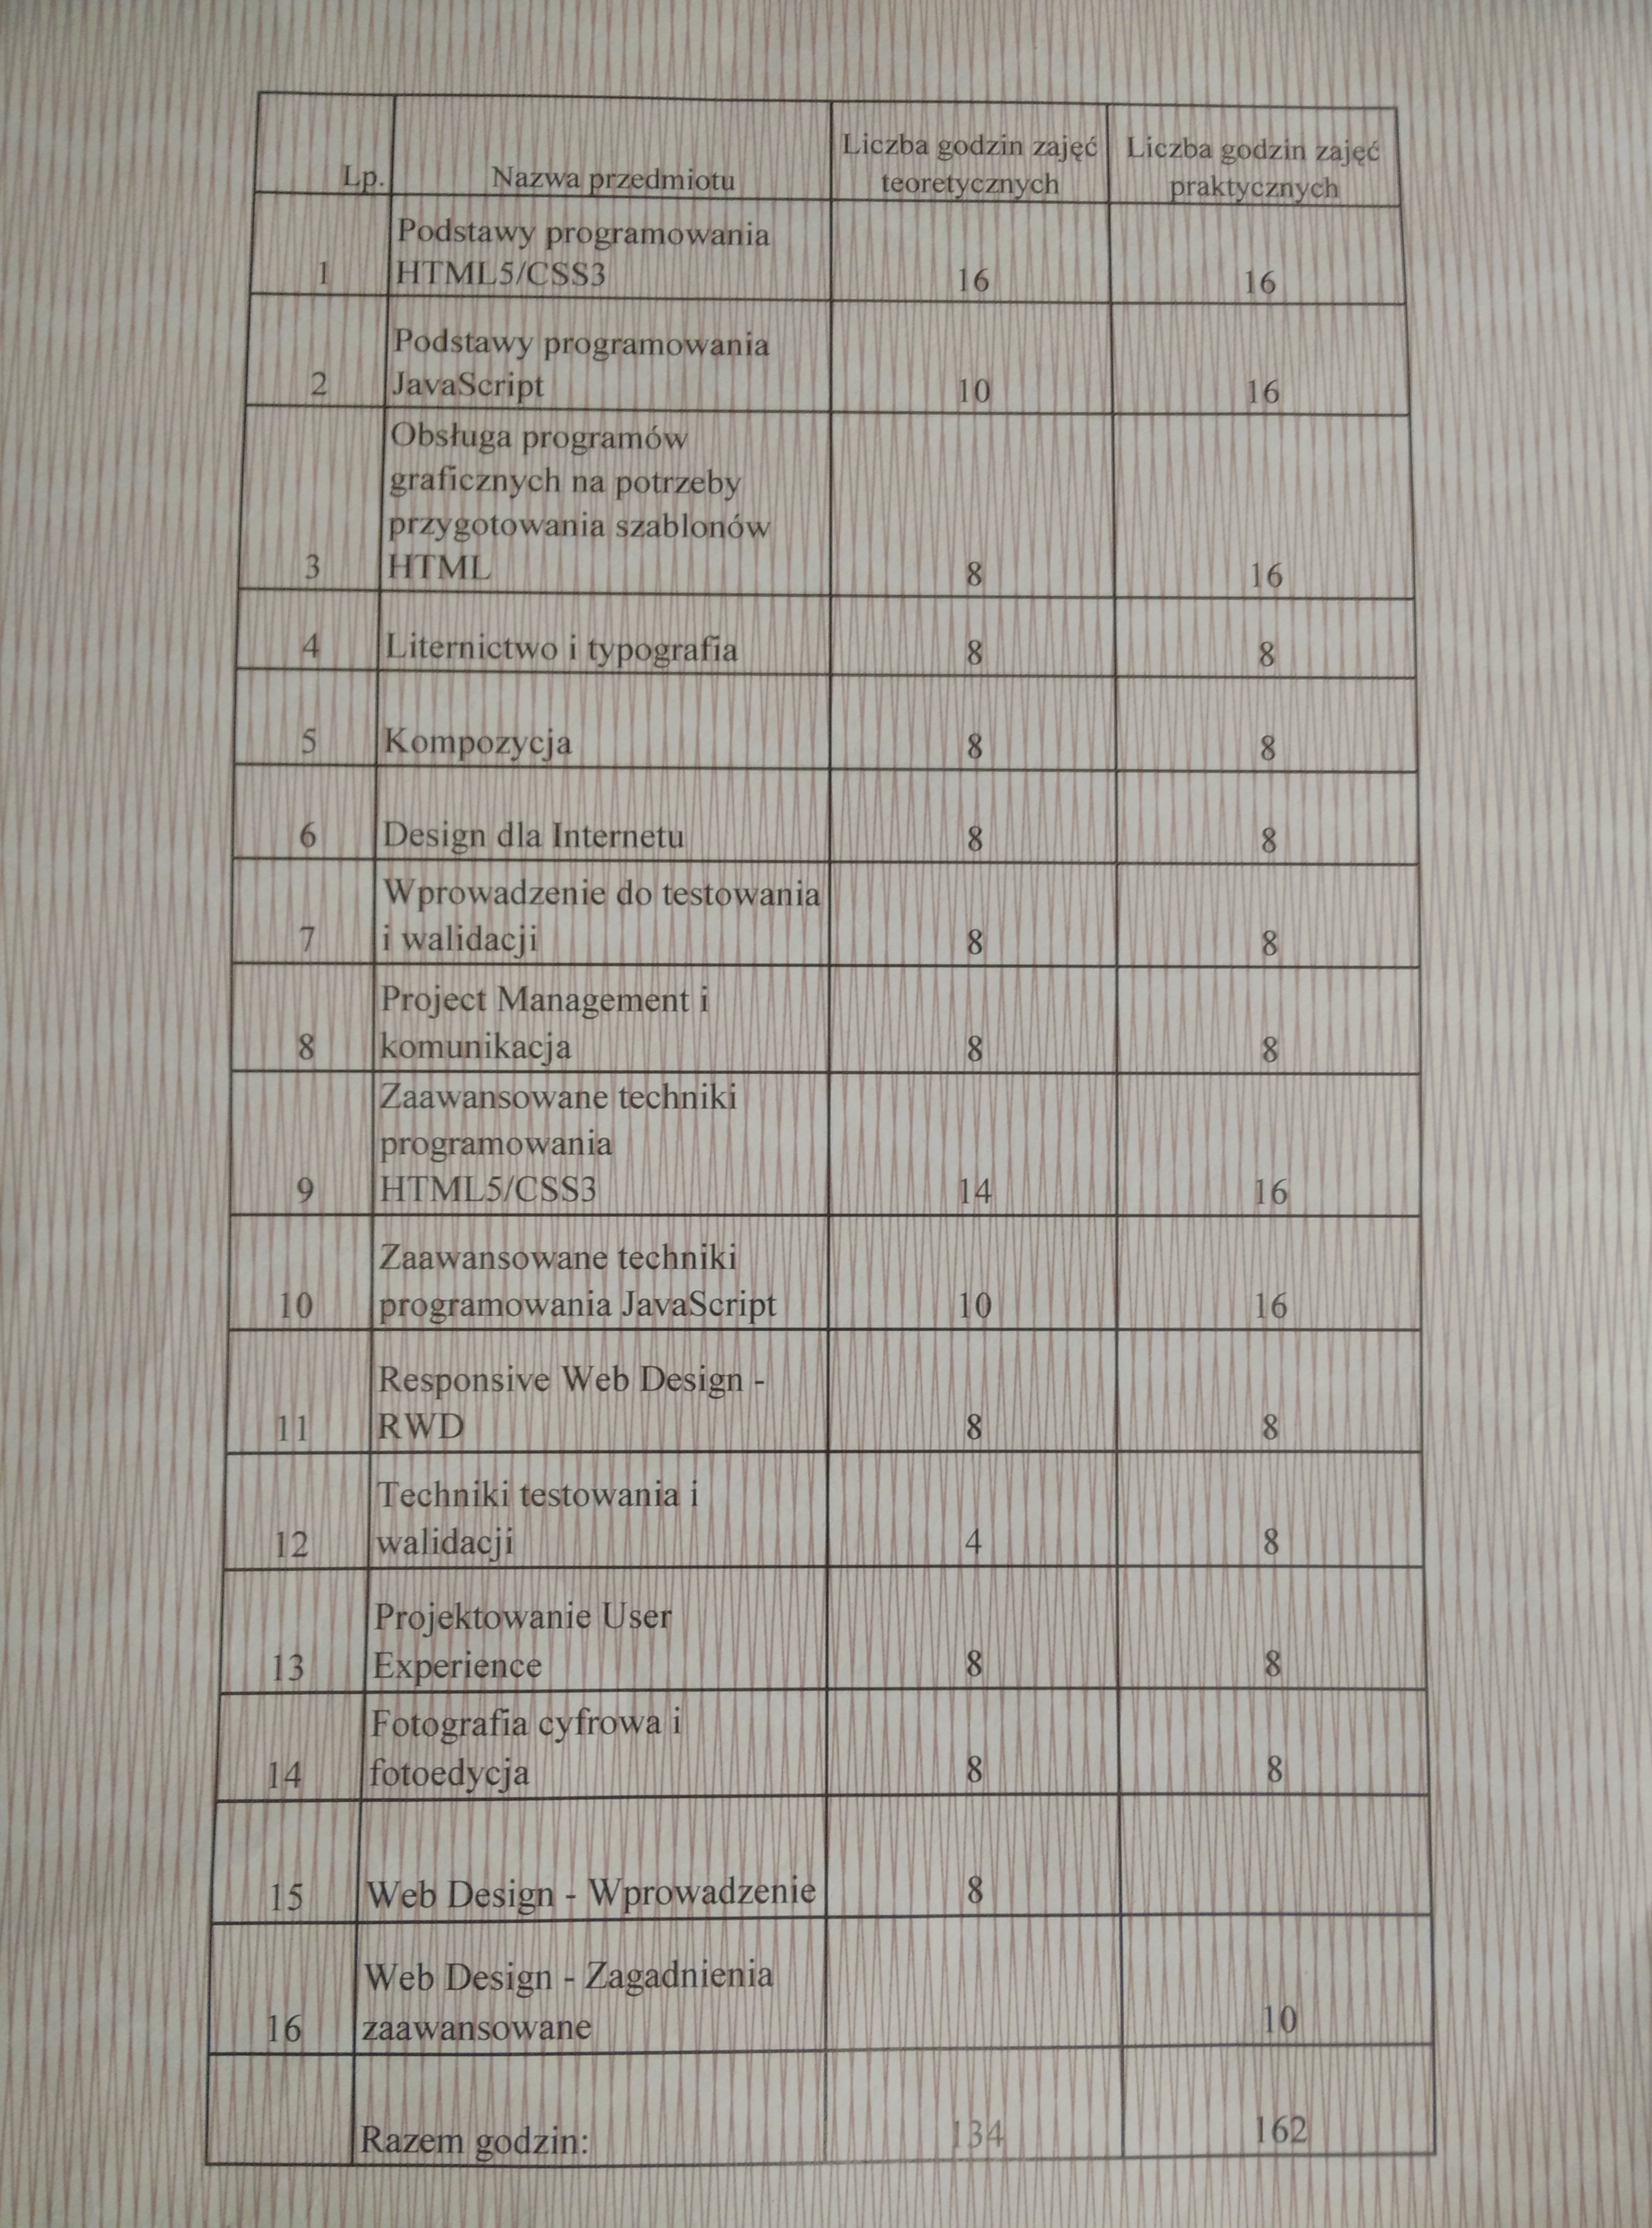 Lp. Nazwa przedmiotu Liczba godzin zajęć teoretycznych Liczba godzin zajęć praktycznych
Podstawy programowania
1 HTML5/CSS3 16 16
Podstawy programowania
2 JavaScript 10 16
Obsługa programów
graficznych na potrzeby
przygotowania szablonów
3 HTML 8 16
4 Liternictwo i typografia 8 8
5 Kompozycja 8 8
6 Design dla Internetu 8 8
Wprowadzenie do testowania
7 i walidacji 8 8
Project Management i
8 komunikacja 8 8
Zaawansowane techniki
programowania
9 HTML5/CSS3 14 16
Zaawansowane techniki
10 programowania JavaScript 10 16
Responsive Web Design -
11 RWD 8 8
Techniki testowania i
12 walidacji 4 8
Projektowanie User
13 Experience 8 8
Fotografia cyfrowa i
14 fotoedycja 8 8
15 Web Design - Wprowadzenie 8
Web Design - Zagadnienia
16 zaawansowane 10
Razem godzin: 134 162